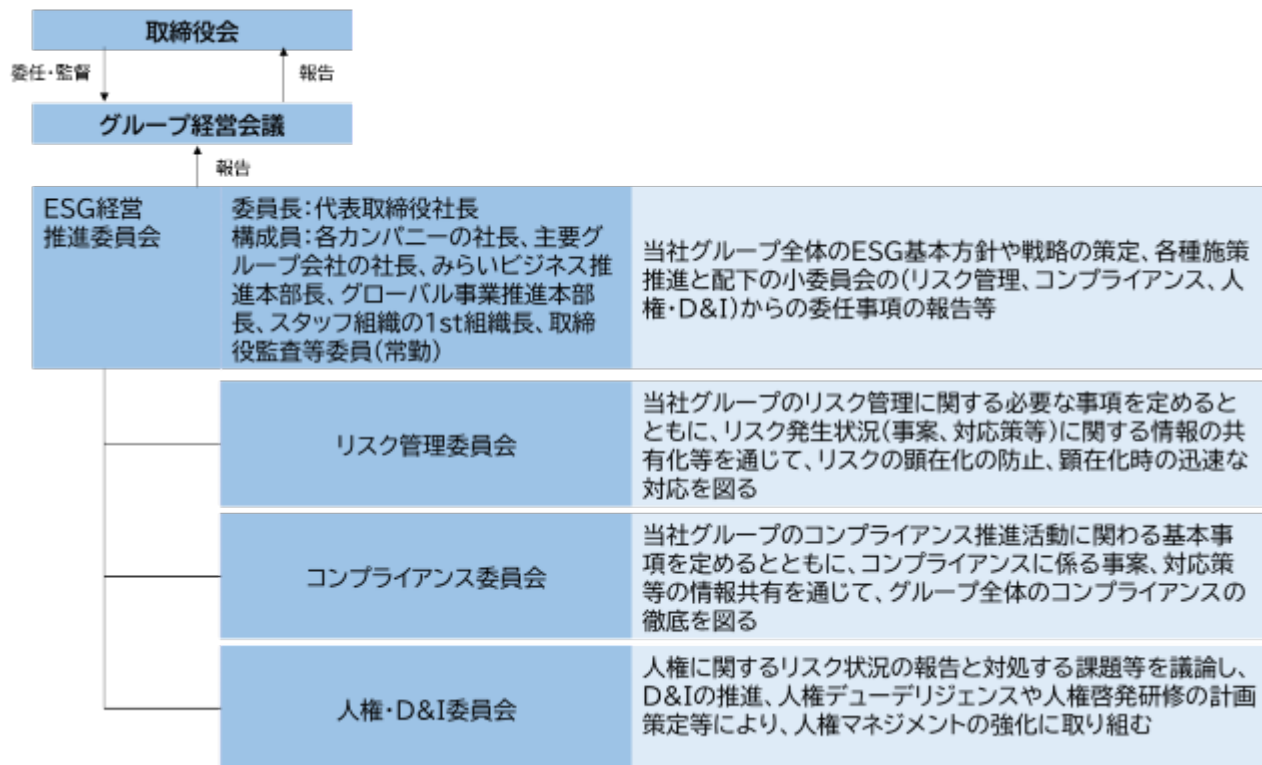 取締役会
委任・監督
報告
グループ経営会議
報告
ESG経営
推進委員会
委員長：代表取締役社長
構成員：各カンパニーの社長、主要グ
ループ会社の社長、みらいビジネス推
進本部長、グローバル事業推進本部
長、スタッフ組織の1st組織長、取締
役監査等委員（常勤）
当社グループ全体のESG基本方針や戦略の策定、各種施策
推進と配下の小委員会の（リスク管理、コンプライアンス、人
権・D&I）からの委任事項の報告等
リスク管理委員会
当社グループのリスク管理に関する必要な事項を定めると
ともに、リスク発生状況（事案、対応策等）に関する情報の共
有化等を通じて、リスクの顕在化の防止、顕在化時の迅速な
対応を図る
コンプライアンス委員会
当社グループのコンプライアンス推進活動に関わる基本事
項を定めるとともに、コンプライアンスに係る事案、対応策
等の情報共有を通じて、グループ全体のコンプライアンスの
徹底を図る
人権・D&I委員会
人権に関するリスク状況の報告と対処する課題等を議論し、
D&Iの推進、人権デューデリジェンスや人権啓発研修の計画
策定等により、人権マネジメントの強化に取り組む